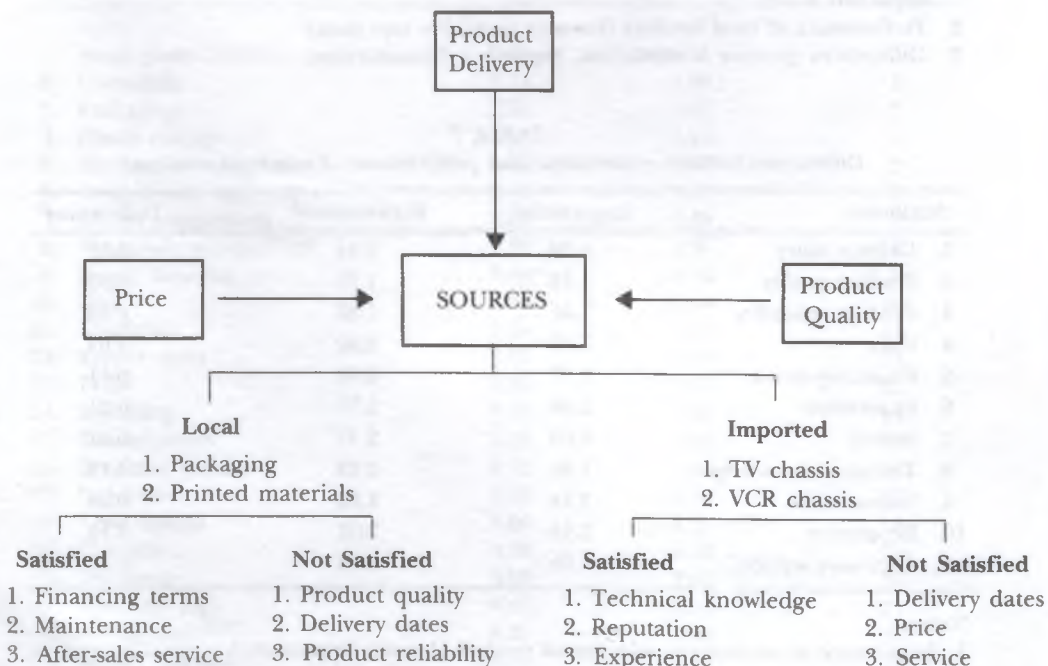 Product
Delivery
Price
SOURCES
Product
Quality
Local
1. Packaging
2. Printed materials
Imported
1. TV chassis
2. VCR chassis
Satisfied
1. Financing terms
2. Maintenance
3. After-sales service
Not Satisfied
1. Product quality
2. Delivery dates
3. Product reliability
Satisfied
1. Technical knowledge
2. Reputation
3. Experience
Not Satisfied
1. Delivery dates
2. Price
3. Service